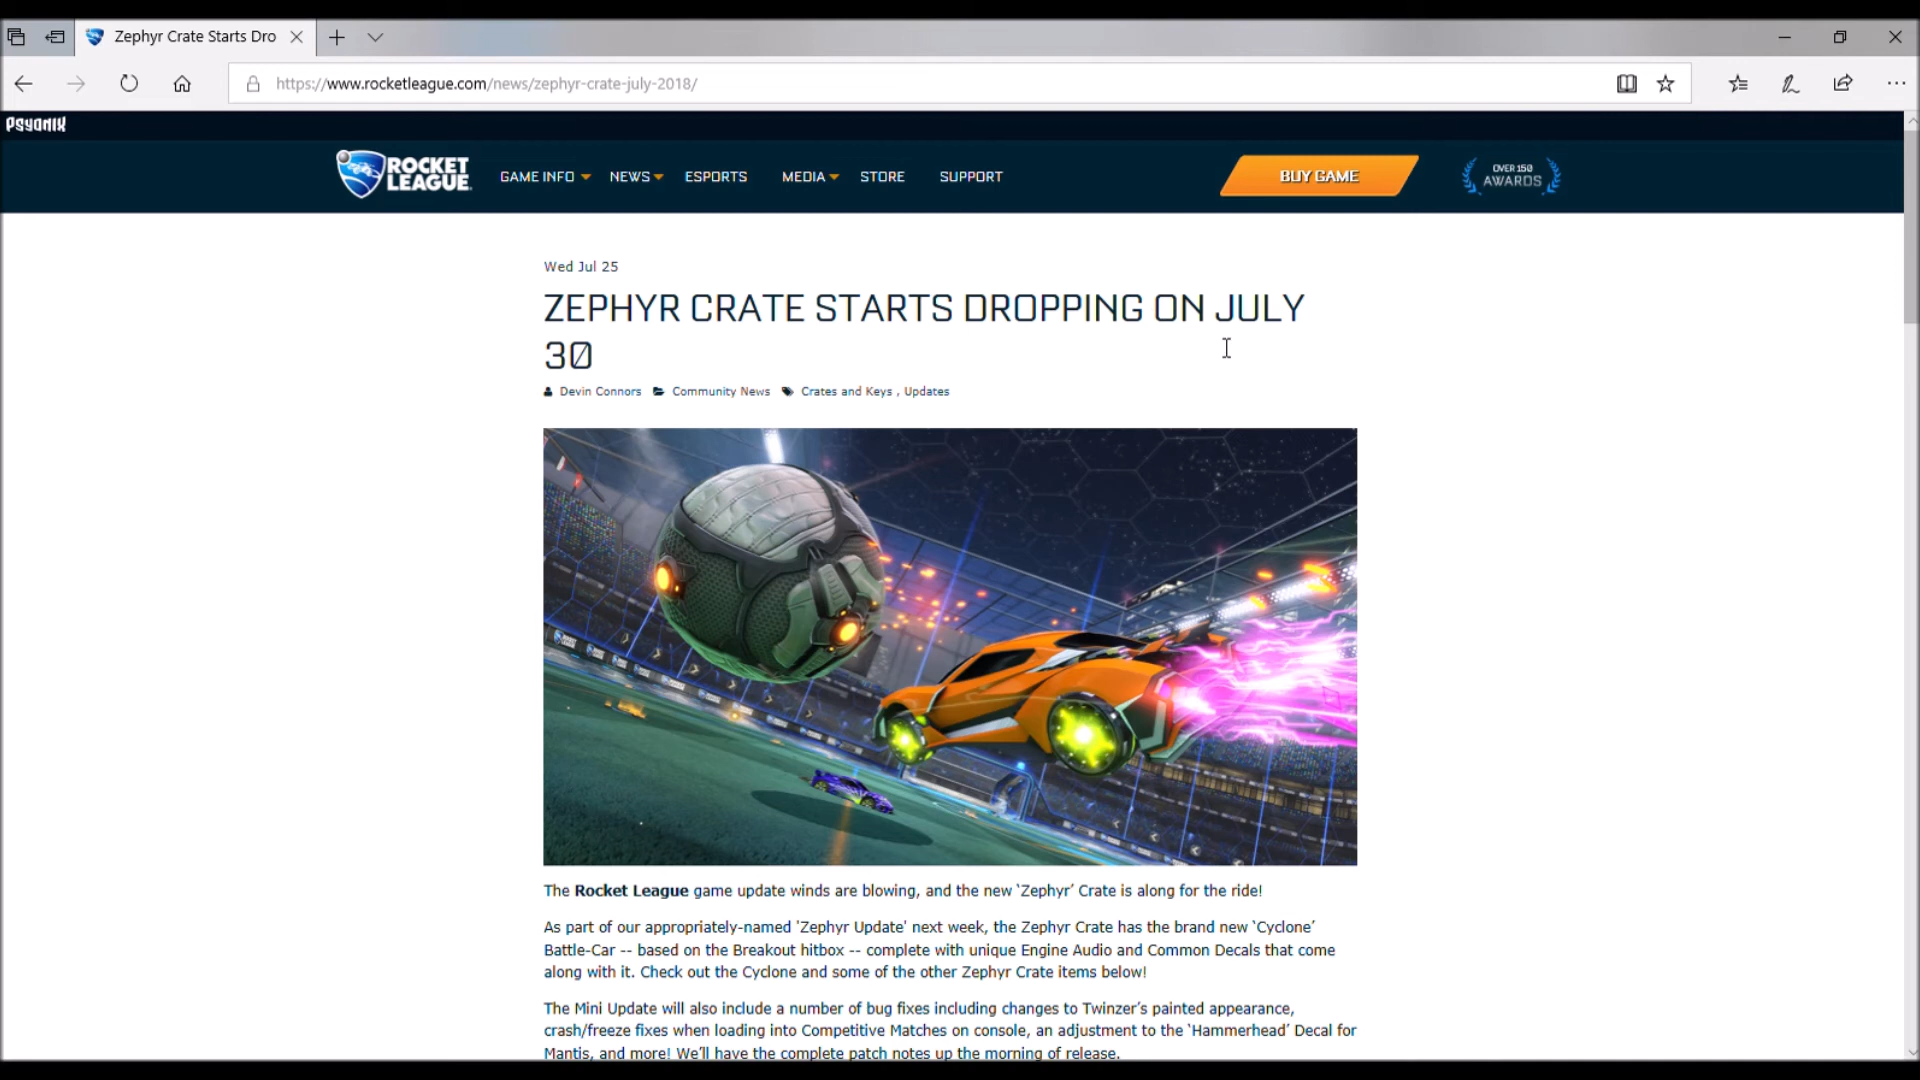 Zephyr Crate Starts Dro
https://www.rocketleague.com/news/zephyr-crate-july-2018/
PSYONIX
ROCKET LEAGUE
GAME INFO NEWS ESPORTS MEDIA STORE SUPPORT
BUY GAME
OVER 150 AWARDS
Wed Jul 25
ZEPHYR CRATE STARTS DROPPING ON JULY
30
Devin Connors Community News Crates and Keys , Updates
The Rocket League game update winds are blowing, and the new ‘Zephyr’ Crate is along for the ride!
As part of our appropriately-named 'Zephyr Update' next week, the Zephyr Crate has the brand new ‘Cyclone’
Battle-Car -- based on the Breakout hitbox -- complete with unique Engine Audio and Common Decals that come
along with it. Check out the Cyclone and some of the other Zephyr Crate items below!
The Mini Update will also include a number of bug fixes including changes to Twinzer’s painted appearance,
crash/freeze fixes when loading into Competitive Matches on console, an adjustment to the ‘Hammerhead’ Decal for
Mantis, and more! We’ll have the complete patch notes up the morning of release.